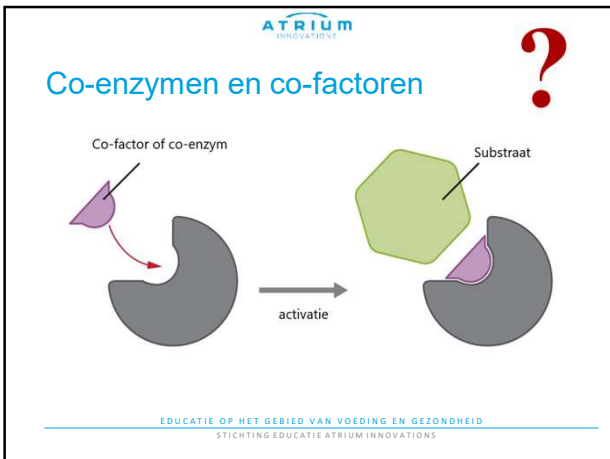 ATRIUM
INNOVATIONS
?
Co-enzymen en co-factoren
Co-factor of co-enzym
Substraat
activatie
EDUCATIE OP HET GEBIED VAN VOEDING EN GEZONDHEID
STICHTING EDUCATIE ATRIUM INNOVATIONS